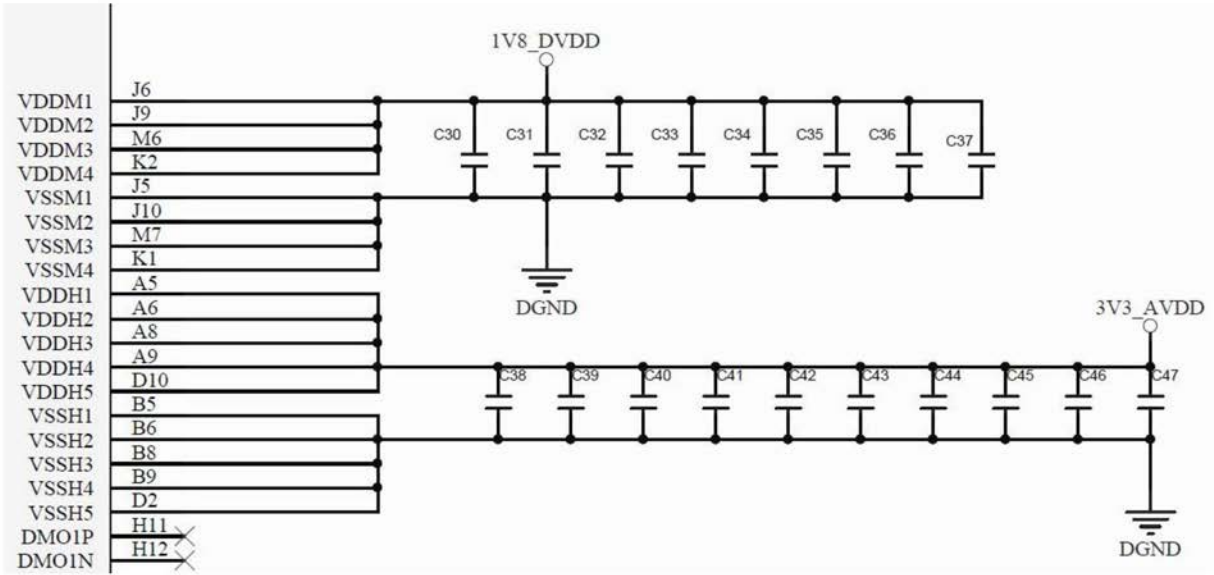 1V8_DVDD
VDDM1 J6
VDDM2 J9
VDDM3 M6
VDDM4 K2
C30 C31 C32 C33 C34 C35 C36 C37
VSSM1 J5
VSSM2 J10
VSSM3 M7
VSSM4 K1
DGND
VDDH1 A5
VDDH2 A6
VDDH3 A8
VDDH4 A9
VDDH5 D10
3V3_AVDD
C38 C39 C40 C41 C42 C43 C44 C45 C46 C47
VSSH1 B5
VSSH2 B6
VSSH3 B8
VSSH4 B9
VSSH5 D2
DMO1P H11
DMO1N H12
DGND